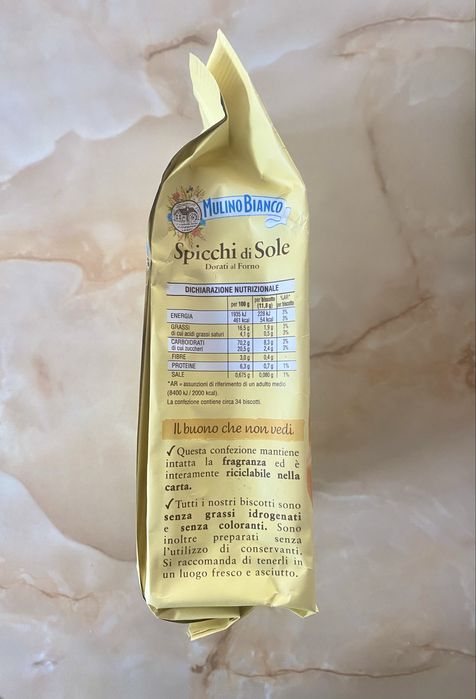 MULINO BIANCO
Spicchi di Sole
Dorati al Forno
DICHIARAZIONE NUTRIZIONALE
per 100 g per biscotto (11,8 g) %AR* per biscotto
ENERGIA 1935 kJ 228 kJ 3%
461 kcal 54 kcal 3%
GRASSI 16,5 g 1,9 g 3%
di cui acidi grassi saturi 4,1 g 0,5 g 3%
CARBOIDRATI 70,2 g 8,3 g 3%
di cui zuccheri 20,5 g 2,4 g 3%
FIBRE 3,0 g 0,4 g -
PROTEINE 6,3 g 0,7 g 1%
SALE 0,675 g 0,080 g 1%
*AR = assunzioni di riferimento di un adulto medio
(8400 kJ / 2000 kcal).
La confezione contiene circa 34 biscotti.
Il buono che non vedi
✓Questa confezione mantiene
intatta la fragranza ed è
interamente riciclabile nella
carta.
✓Tutti i nostri biscotti sono
senza grassi idrogenati
e senza coloranti. Sono
inoltre preparati senza
l'utilizzo di conservanti.
Si raccomanda di tenerli in
un luogo fresco e asciutto.